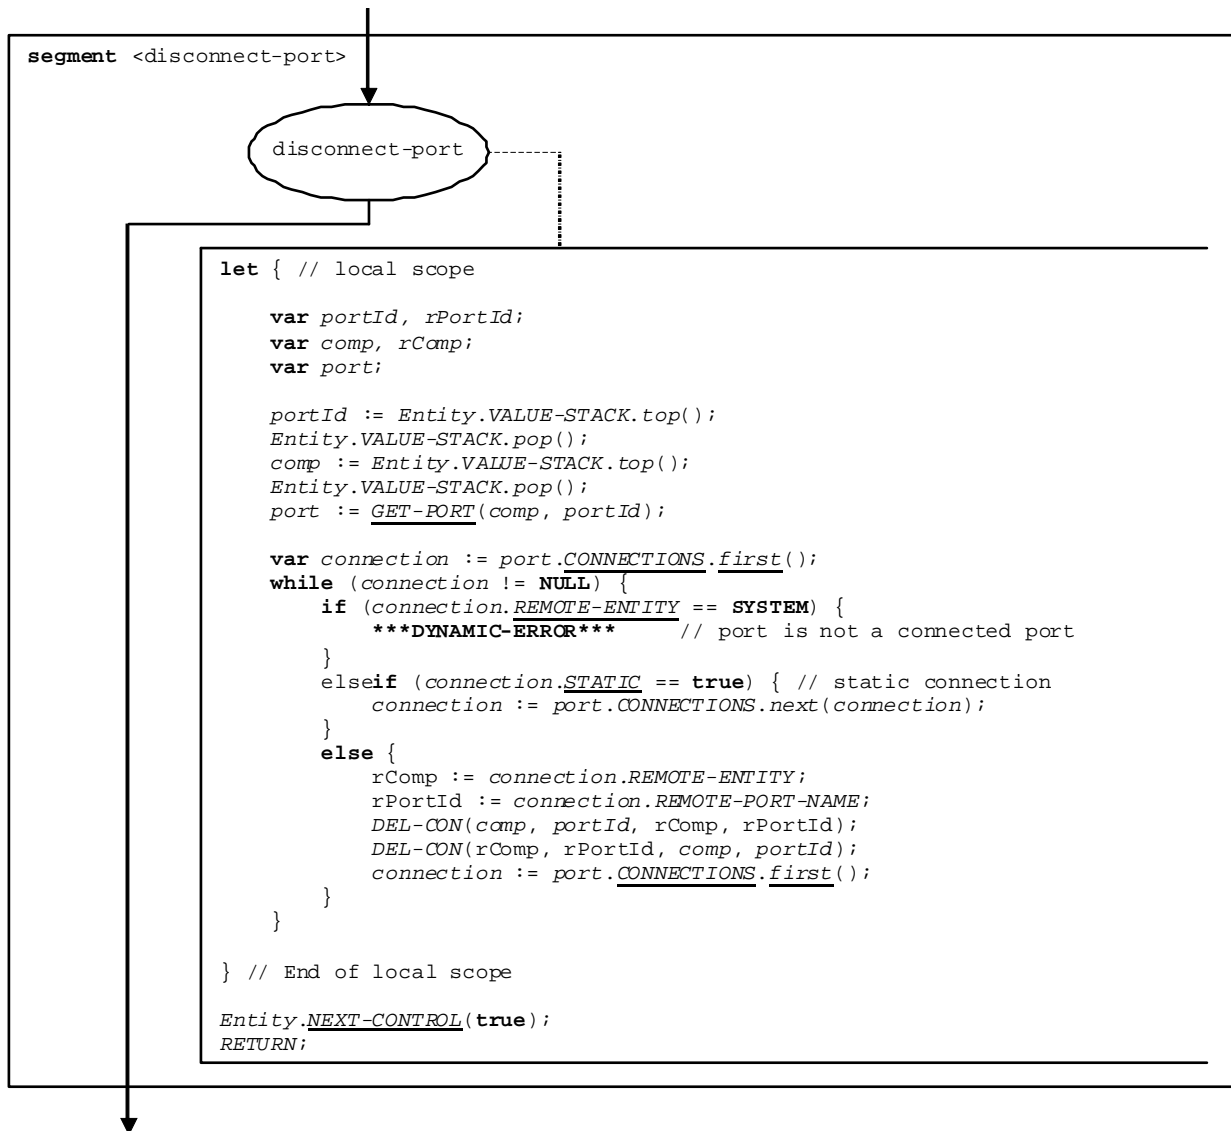 segment <disconnect-port>
disconnect-port
let { // local scope
var portId, rPortId;
var comp, rComp;
var port;
portId := Entity.VALUE-STACK.top();
Entity.VALUE-STACK.pop();
comp := Entity.VALUE-STACK.top();
Entity.VALUE-STACK.pop();
port := GET-PORT(comp, portId);
var connection := port.CONNECTIONS.first();
while (connection != NULL) {
if (connection.REMOTE-ENTITY == SYSTEM) {
***DYNAMIC-ERROR*** // port is not a connected port
}
elseif (connection.STATIC == true) { // static connection
connection := port.CONNECTIONS.next(connection);
}
else {
rComp := connection.REMOTE-ENTITY;
rPortId := connection.REMOTE-PORT-NAME;
DEL-CON(comp, portId, rComp, rPortId);
DEL-CON(rComp, rPortId, comp, portId);
connection := port.CONNECTIONS.first();
}
}
} // End of local scope
Entity.NEXT-CONTROL(true);
RETURN;